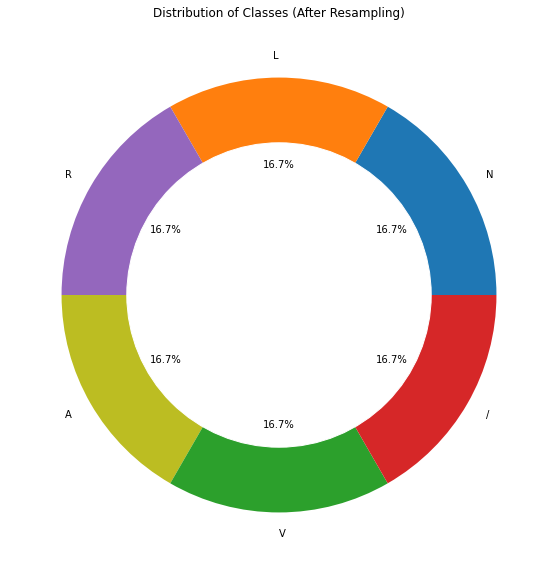 Distribution of Classes (After Resampling)
L
16.7%
R
N
16.7%
16.7%
16.7%
16.7%
A
/
16.7%
V